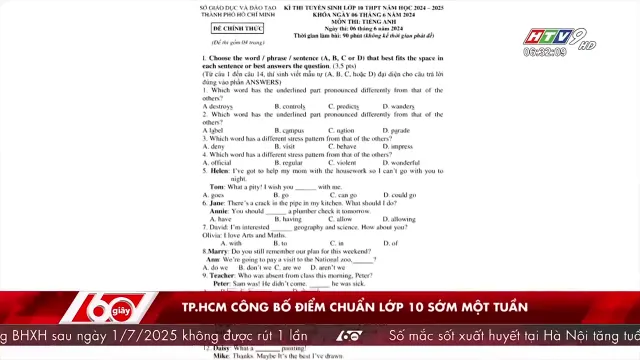 SỞ GIÁO DỤC VÀ ĐÀO TẠO
THÀNH PHỐ HỒ CHÍ MINH
ĐỀ CHÍNH THỨC
(Đề thi gồm 04 trang)
KÌ THI TUYỂN SINH LỚP 10 THPT NĂM HỌC 2024 – 2025
KHÓA NGÀY 06 THÁNG 6 NĂM 2024
MÔN THI: TIẾNG ANH
Ngày thi: 06 tháng 6 năm 2024
Thời gian làm bài: 90 phút (không kể thời gian phát đề)
HTV9 HD
06:32:09
I. Choose the word / phrase / sentence (A, B, C or D) that best fits the space in
each sentence or best answers the question. (3.5 pts)
(Từ câu 1 đến câu 14, thí sinh viết mẫu tự (A, B, C, hoặc D) đại diện cho câu trả lời
đúng vào phần ANSWERS)
1. Which word has the underlined part pronounced differently from that of the
others?
A destroys B. controls C. predicts D. wanders
2. Which word has the underlined part pronounced differently from that of the
others?
A label B. campus C. nation D. parade
3. Which word has a different stress pattern from that of the others?
A. deny B. visit C. behave D. impress
4. Which word has a different stress pattern from that of the others?
A. official B. regular C. violent D. wonderful
5. Helen: I've got to help my mom with the housework so I can't go with you to
night.
Tom: What a pity! I wish you ______ with me.
A. goes B. go C. can go D. could go
6. Jane: There's a crack in the pipe in my kitchen. What should I do?
Annie: You should ______ a plumber check it tomorrow.
A. have B. having C. allow D. allowing
7. David: I'm interested ______ geography and science. How about you?
Olivia: I love Arts and Maths.
A. with B. to C. in D. of
8.Marry: Do you still remember our plan for this weekend?
Ann: We're going to pay a visit to the National zoo,______?
A. do we B. don't we C. are we D. aren't we
9. Teacher: Who was absent from class this morning, Peter?
Peter: Sam was! He didn't come. ______ he was sick.
60 giây
TP.HCM CÔNG BỐ ĐIỂM CHUẨN LỚP 10 SỚM MỘT TUẦN
g BHXH sau ngày 1/7/2025 không được rút 1 lần 60 Số mắc sốt xuất huyết tại Hà Nội tăng tuầ
12 Daisy: What a ______ painting!
Mike: Thanks. Maybe It's the best I've drawn.